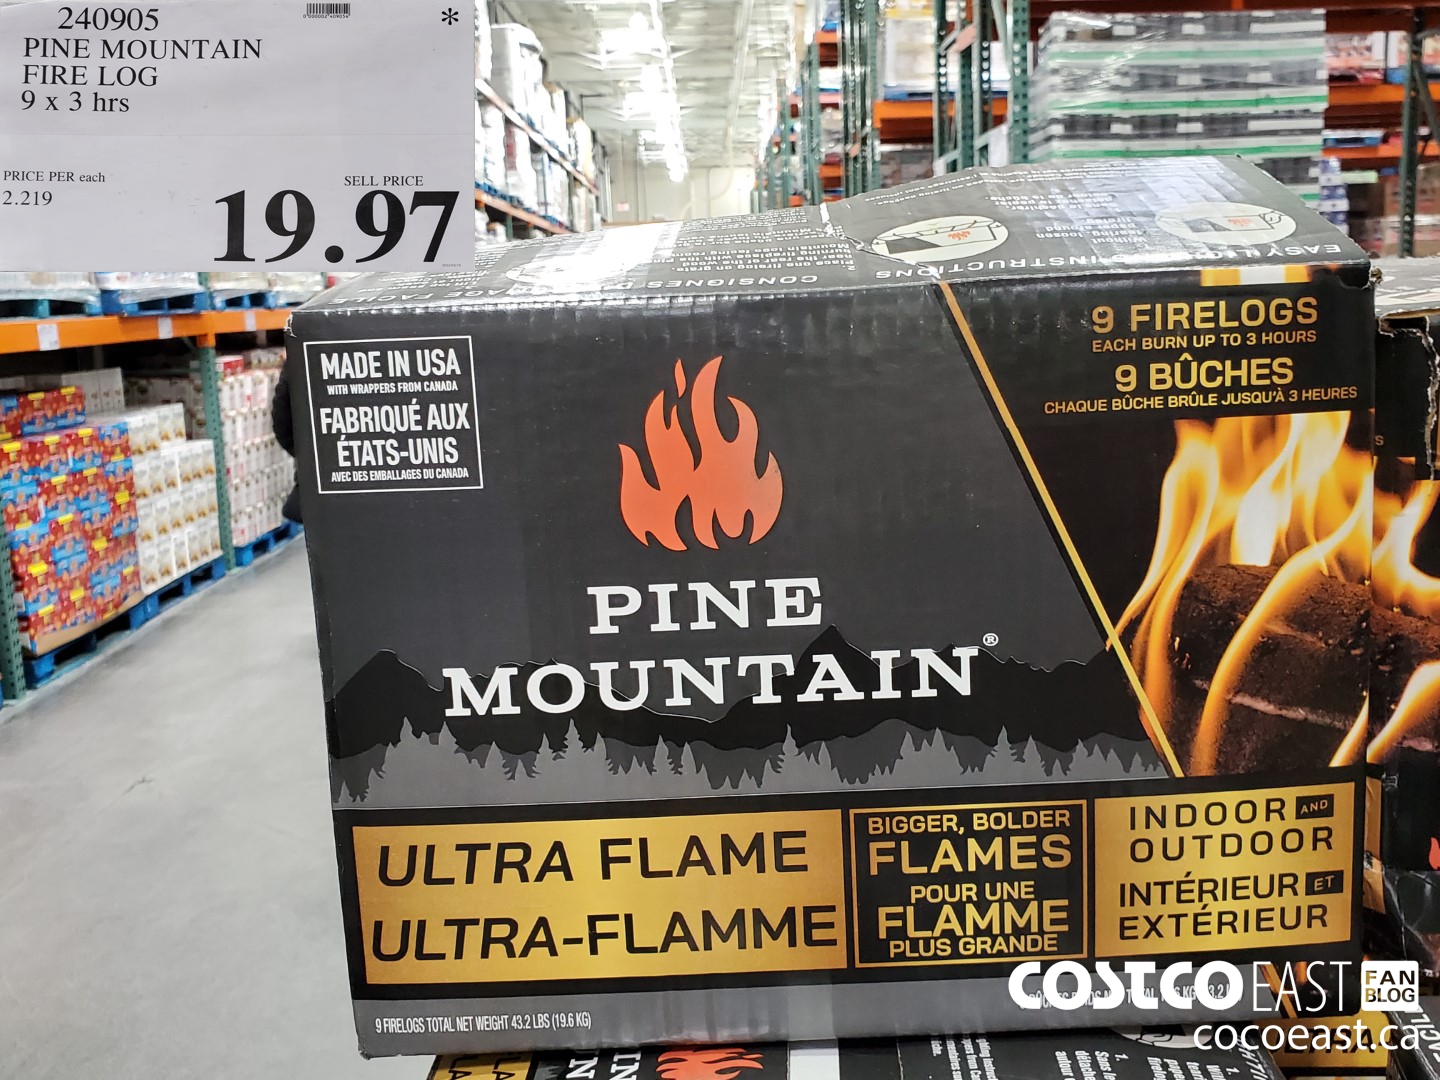 240905
*
PINE MOUNTAIN
FIRE LOG
9 x 3 hrs
PRICE PER each
2.219
SELL PRICE
19.97
EASY
INSTRUCTIONS
CONSIGNES
FACILE
MADE IN USA
WITH WRAPPERS FROM CANADA
FABRIQUÉ AUX
ÉTATS-UNIS
AVEC DES EMBALLAGES DU CANADA
9 FIRELOGS
EACH BURN UP TO 3 HOURS
9 BÛCHES
CHAQUE BÛCHE BRÛLE JUSQU'À 3 HEURES
PINE
MOUNTAIN®
ULTRA FLAME
ULTRA-FLAMME
BIGGER, BOLDER
FLAMES
POUR UNE
FLAMME
PLUS GRANDE
INDOOR AND
OUTDOOR
INTÉRIEUR ET
EXTÉRIEUR
9 FIRELOGS TOTAL NET WEIGHT 43.2 LBS (19.6 KG)
COSTCO EAST FAN
BLOG
cocoeast.ca